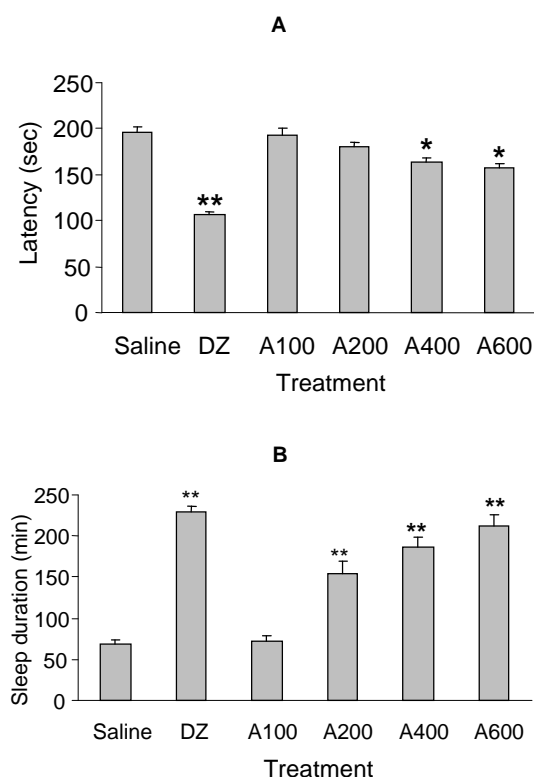 A
250
200
150
100
50
0
Latency (sec)
**
*
*
Saline DZ A100 A200 A400 A600
Treatment
B
250
200
150
100
50
0
Sleep duration (min)
**
**
**
**
Saline DZ A100 A200 A400 A600
Treatment